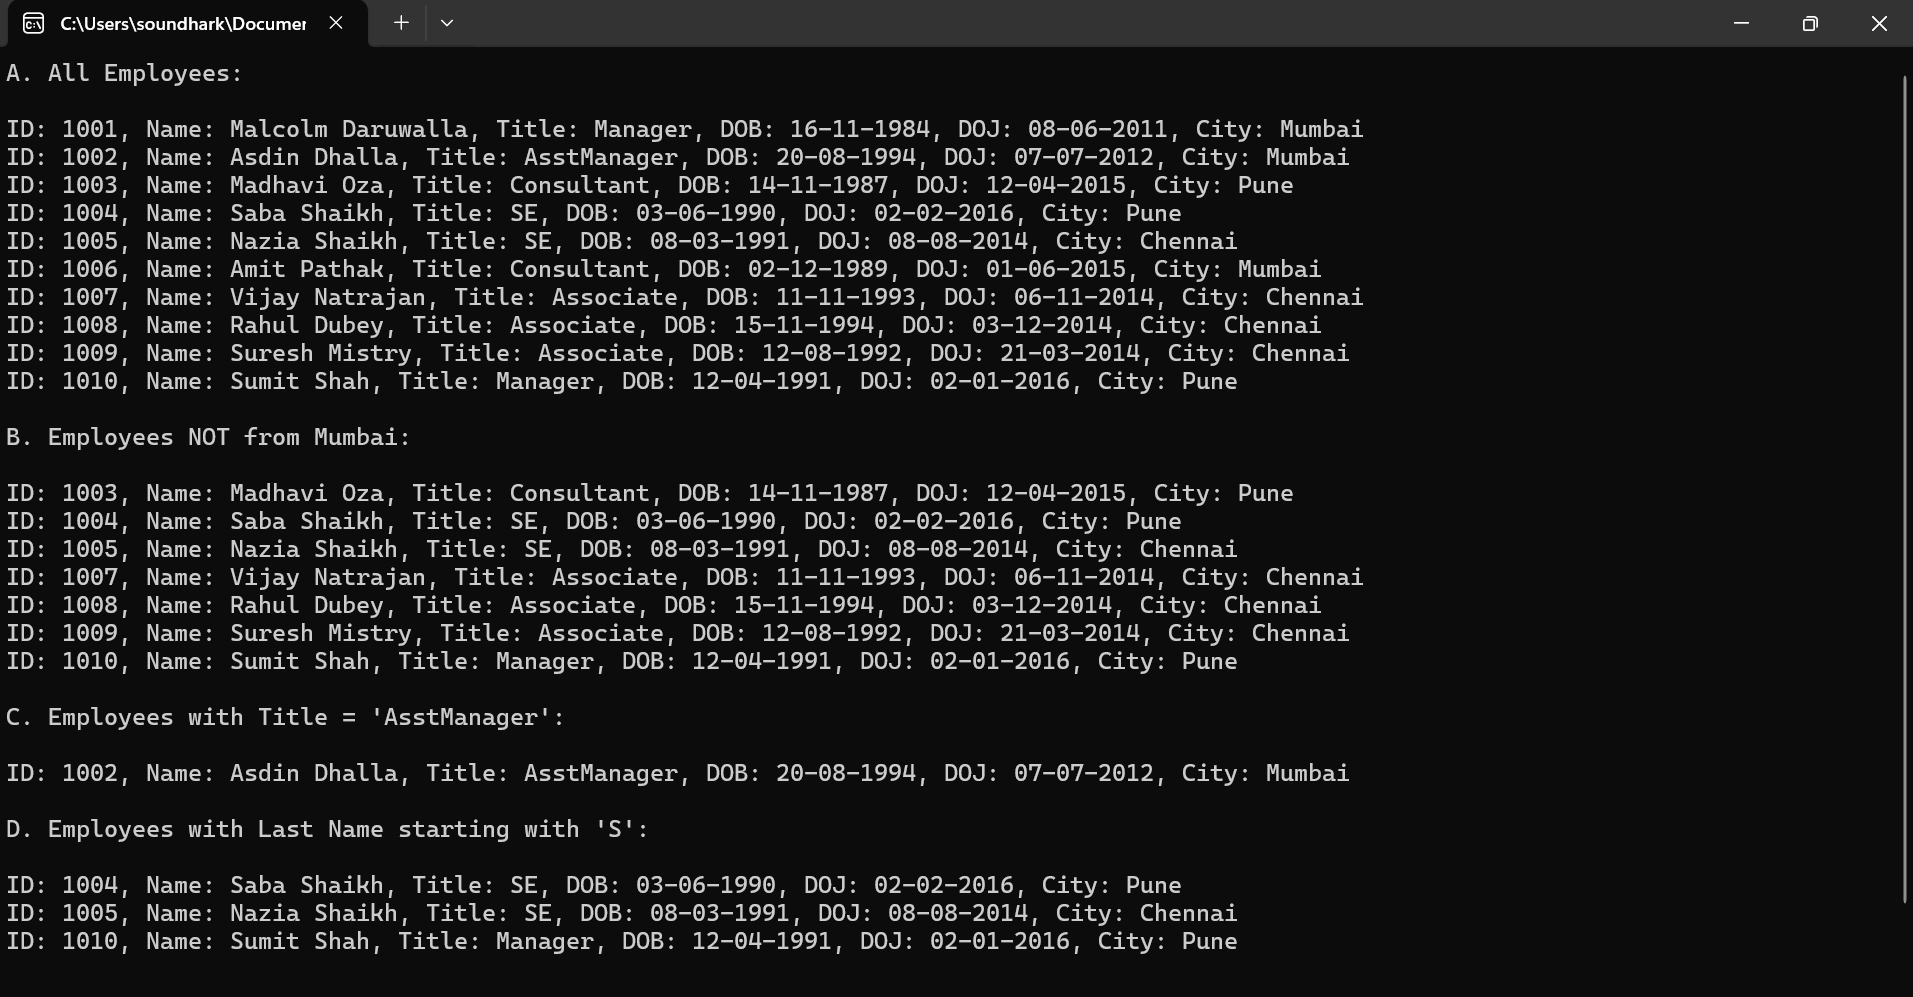 C:\Users\soundhark\Documer
A. All Employees:
ID: 1001, Name: Malcolm Daruwalla, Title: Manager, DOB: 16-11-1984, DOJ: 08-06-2011, City: Mumbai
ID: 1002, Name: Asdin Dhalla, Title: AsstManager, DOB: 20-08-1994, DOJ: 07-07-2012, City: Mumbai
ID: 1003, Name: Madhavi Oza, Title: Consultant, DOB: 14-11-1987, DOJ: 12-04-2015, City: Pune
ID: 1004, Name: Saba Shaikh, Title: SE, DOB: 03-06-1990, DOJ: 02-02-2016, City: Pune
ID: 1005, Name: Nazia Shaikh, Title: SE, DOB: 08-03-1991, DOJ: 08-08-2014, City: Chennai
ID: 1006, Name: Amit Pathak, Title: Consultant, DOB: 02-12-1989, DOJ: 01-06-2015, City: Mumbai
ID: 1007, Name: Vijay Natrajan, Title: Associate, DOB: 11-11-1993, DOJ: 06-11-2014, City: Chennai
ID: 1008, Name: Rahul Dubey, Title: Associate, DOB: 15-11-1994, DOJ: 03-12-2014, City: Chennai
ID: 1009, Name: Suresh Mistry, Title: Associate, DOB: 12-08-1992, DOJ: 21-03-2014, City: Chennai
ID: 1010, Name: Sumit Shah, Title: Manager, DOB: 12-04-1991, DOJ: 02-01-2016, City: Pune
B. Employees NOT from Mumbai:
ID: 1003, Name: Madhavi Oza, Title: Consultant, DOB: 14-11-1987, DOJ: 12-04-2015, City: Pune
ID: 1004, Name: Saba Shaikh, Title: SE, DOB: 03-06-1990, DOJ: 02-02-2016, City: Pune
ID: 1005, Name: Nazia Shaikh, Title: SE, DOB: 08-03-1991, DOJ: 08-08-2014, City: Chennai
ID: 1007, Name: Vijay Natrajan, Title: Associate, DOB: 11-11-1993, DOJ: 06-11-2014, City: Chennai
ID: 1008, Name: Rahul Dubey, Title: Associate, DOB: 15-11-1994, DOJ: 03-12-2014, City: Chennai
ID: 1009, Name: Suresh Mistry, Title: Associate, DOB: 12-08-1992, DOJ: 21-03-2014, City: Chennai
ID: 1010, Name: Sumit Shah, Title: Manager, DOB: 12-04-1991, DOJ: 02-01-2016, City: Pune
C. Employees with Title = 'AsstManager':
ID: 1002, Name: Asdin Dhalla, Title: AsstManager, DOB: 20-08-1994, DOJ: 07-07-2012, City: Mumbai
D. Employees with Last Name starting with 'S':
ID: 1004, Name: Saba Shaikh, Title: SE, DOB: 03-06-1990, DOJ: 02-02-2016, City: Pune
ID: 1005, Name: Nazia Shaikh, Title: SE, DOB: 08-03-1991, DOJ: 08-08-2014, City: Chennai
ID: 1010, Name: Sumit Shah, Title: Manager, DOB: 12-04-1991, DOJ: 02-01-2016, City: Pune